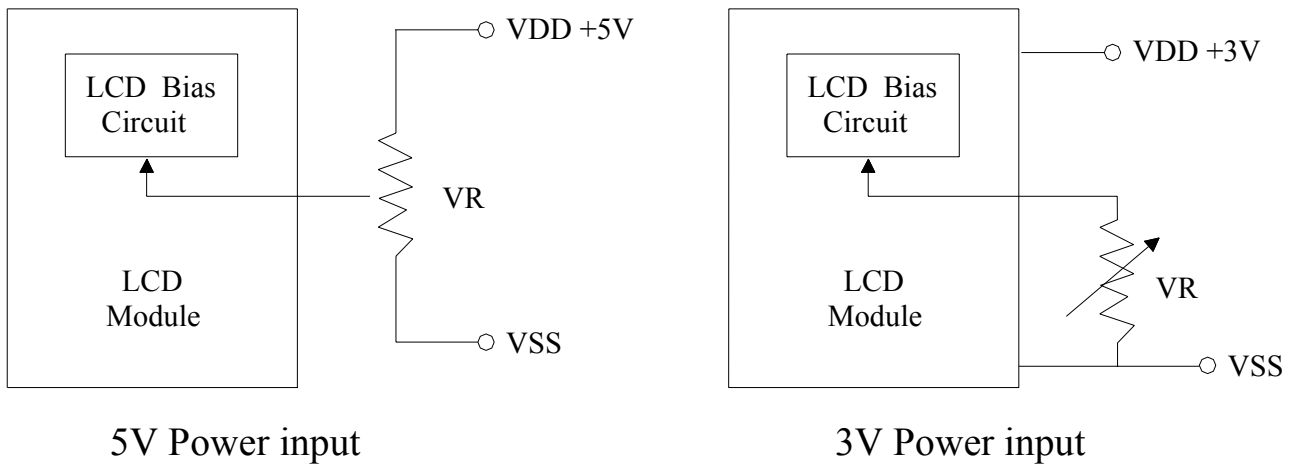 VDD +5V
LCD Bias
Circuit
VR
LCD
Module
VSS
5V Power input
VDD +3V
LCD Bias
Circuit
VR
LCD
Module
VSS
3V Power input